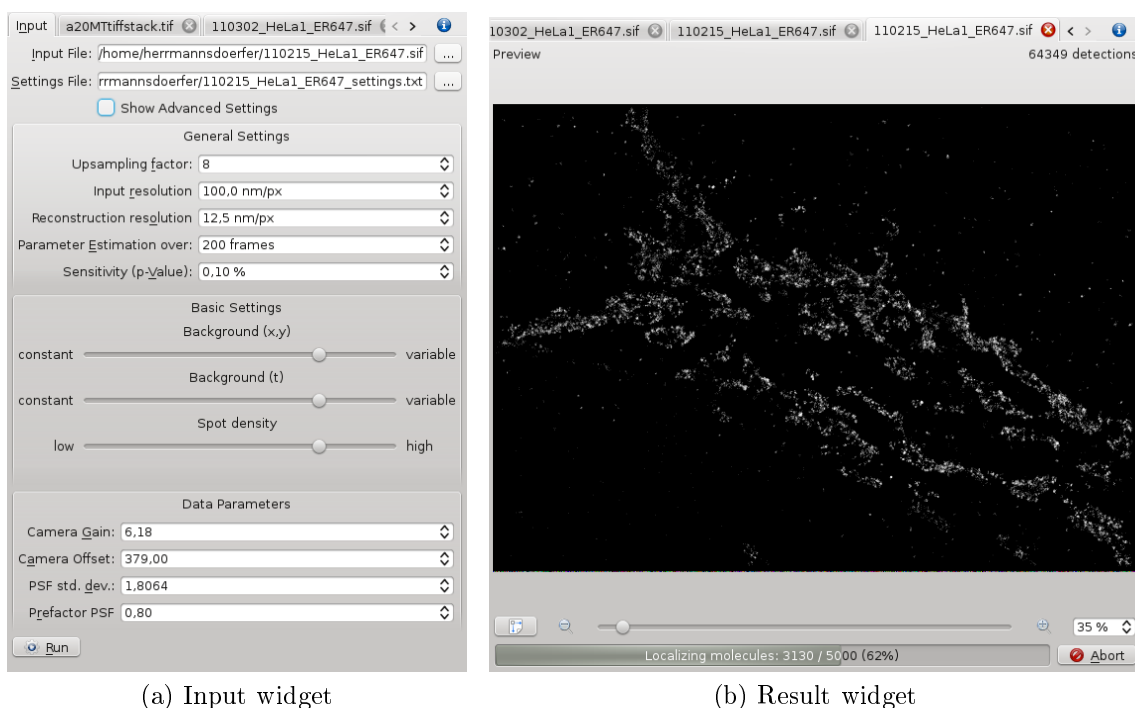 Input a20MTtiffstack.tif 110302_HeLa1_ER647.sif
Input File: /home/herrmannsdoerfer/110215_HeLa1_ER647.sif ...
Settings File: rrmannsdoerfer/110215_HeLa1_ER647_settings.txt ...
Show Advanced Settings
General Settings
Upsampling factor: 8
Input resolution 100,0 nm/px
Reconstruction resolution 12,5 nm/px
Parameter Estimation over: 200 frames
Sensitivity (p-Value): 0,10 %
Basic Settings
Background (x,y)
constant variable
Background (t)
constant variable
Spot density
low high
Data Parameters
Camera Gain: 6,18
Camera Offset: 379,00
PSF std. dev.: 1,8064
Prefactor PSF 0,80
Run
(a) Input widget
10302_HeLa1_ER647.sif 110215_HeLa1_ER647.sif 110215_HeLa1_ER647.sif
Preview 64349 detections
35 %
Localizing molecules: 3130 / 5000 (62%) Abort
(b) Result widget